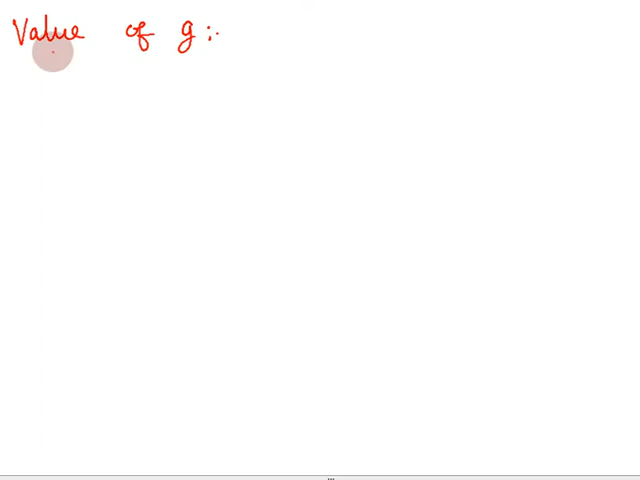 Value of g :-